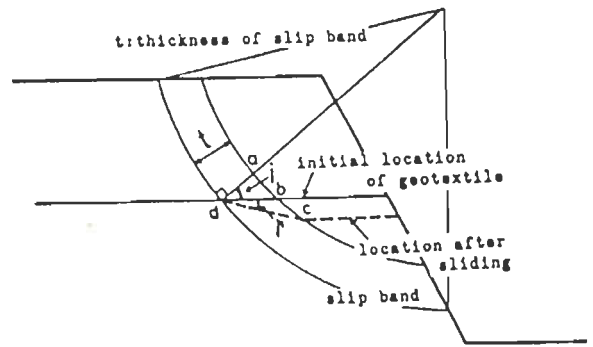 t:thickness of slip band
t
a
i
initial location
of geotextile
b
d
r
c
location after
sliding
slip band